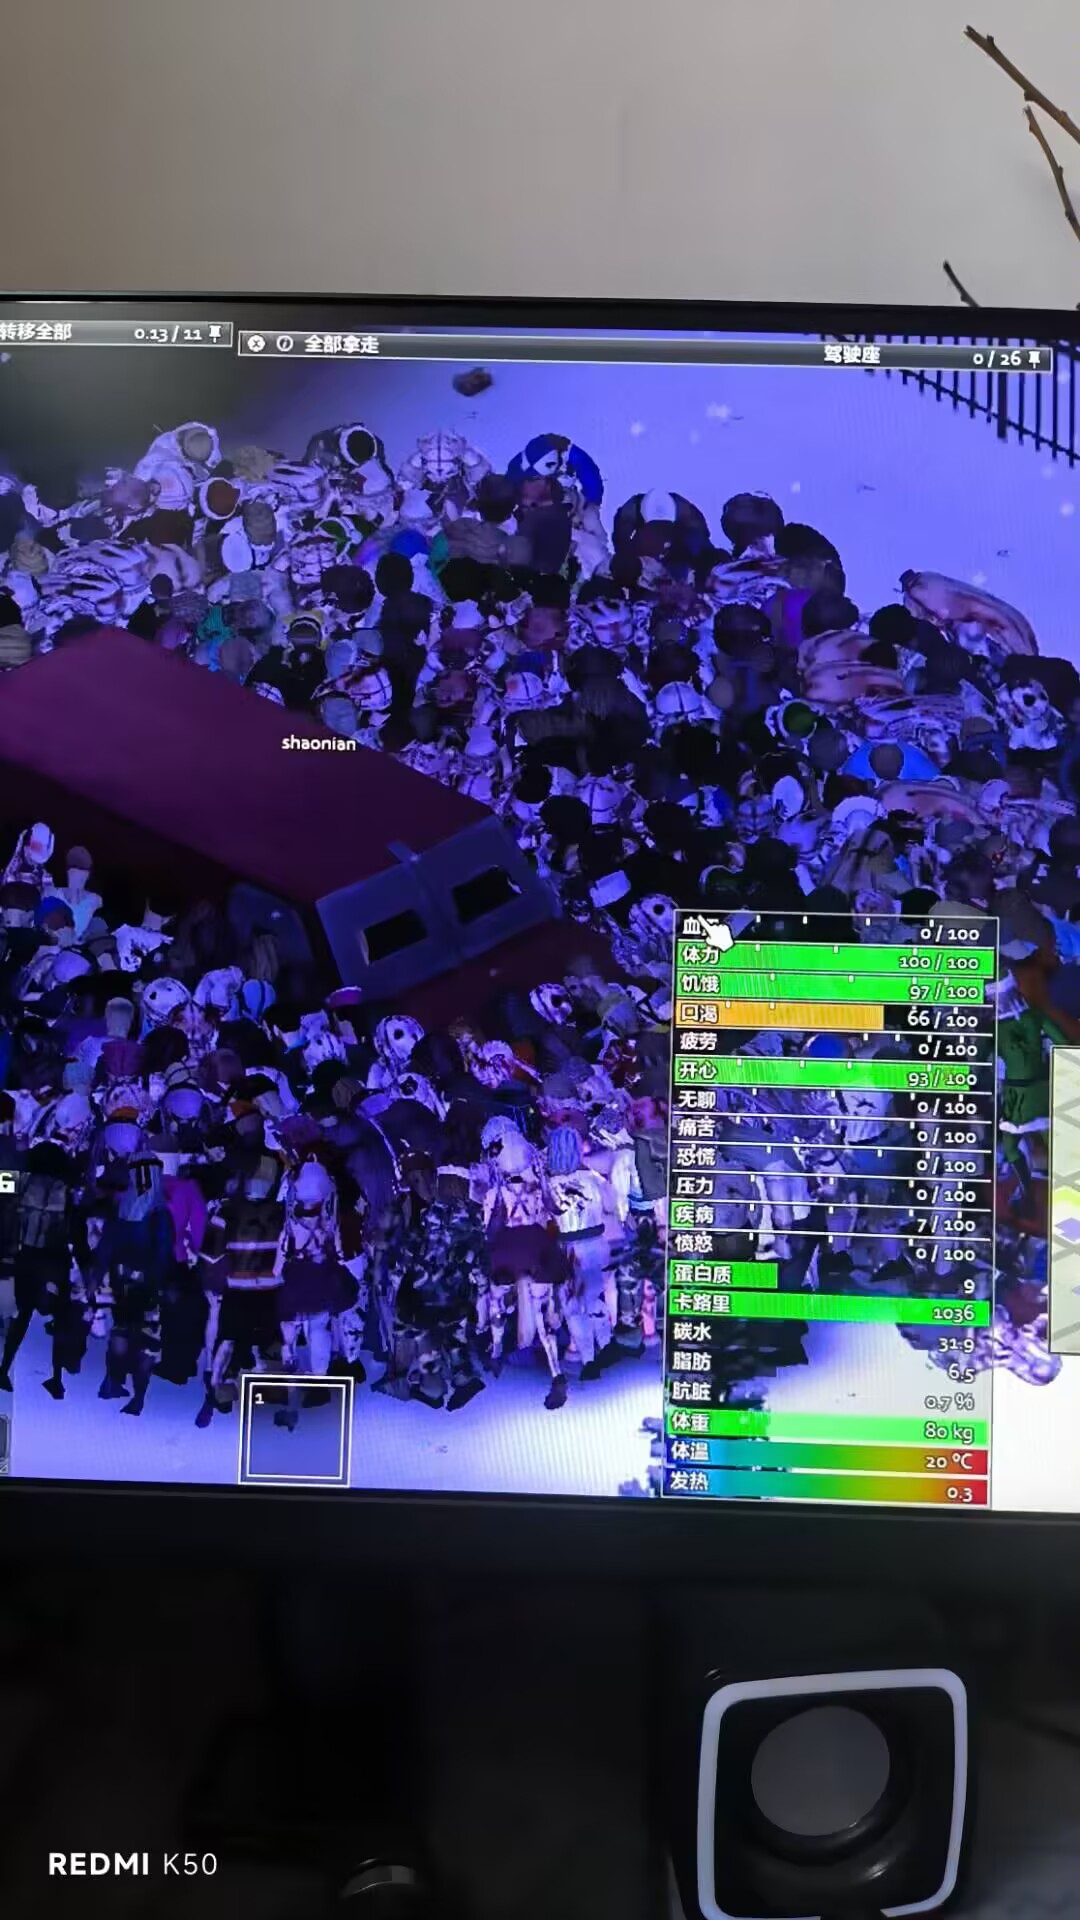 转移全部 0.13 / 11
全部拿走 驾驶座 0 / 26
shaonian
血 0 / 100
体力 100 / 100
饥饿 97 / 100
口渴 66 / 100
疲劳 0 / 100
开心 93 / 100
无聊 0 / 100
痛苦 0 / 100
恐慌 0 / 100
压力 0 / 100
疾病 7 / 100
愤怒 0 / 100
蛋白质 9
卡路里 1036
碳水 31.9
脂肪 6.5
肮脏 0.7 %
体重 80 kg
体温 20 °C
发热 0.3
1
REDMI K50